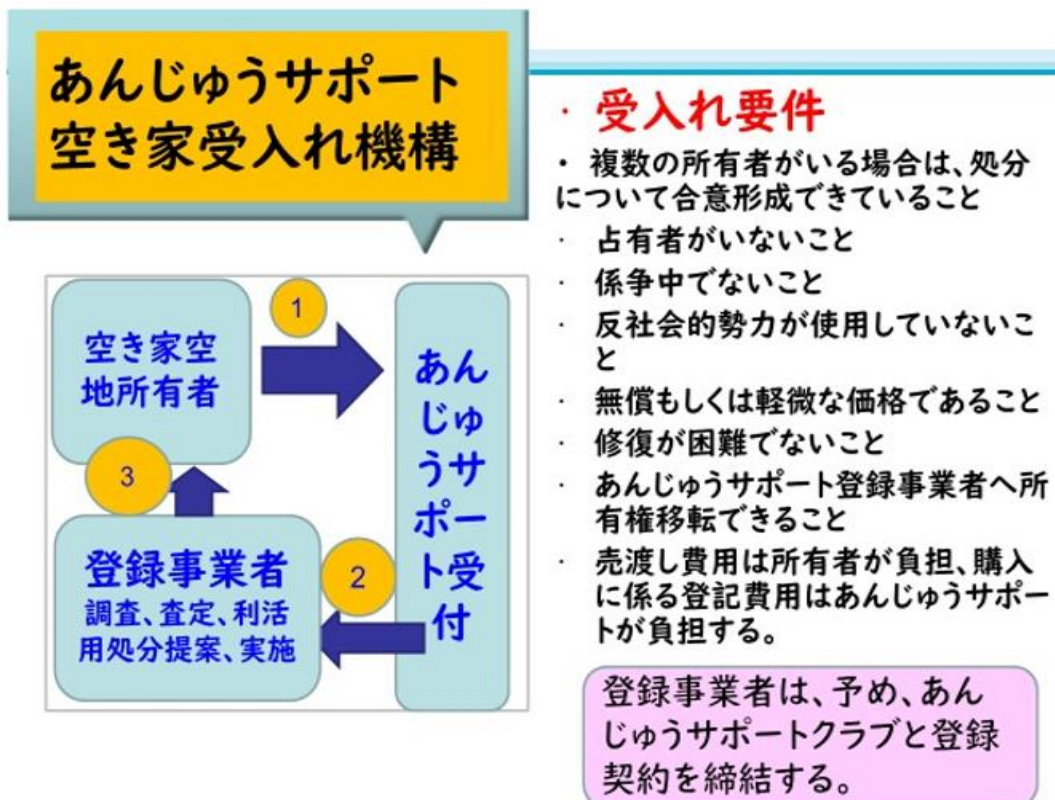 あんじゅうサポート
空き家受入れ機構
・ 受入れ要件
・ 複数の所有者がいる場合は、処分
について合意形成できていること
・ 占有者がいないこと
・ 係争中でないこと
・ 反社会的勢力が使用していないこ
と
・ 無償もしくは軽微な価格であること
・ 修復が困難でないこと
・ あんじゅうサポート登録事業者へ所
有権移転できること
・ 売渡し費用は所有者が負担、購入
に係る登記費用はあんじゅうサポー
トが負担する。
登録事業者は、予め、あん
じゅうサポートクラブと登録
契約を締結する。
空き家空
地所有者
1
あん
じゅ
うサ
ポー
ト受
付
2
登録事業者
調査、査定、利活
用処分提案、実施
3